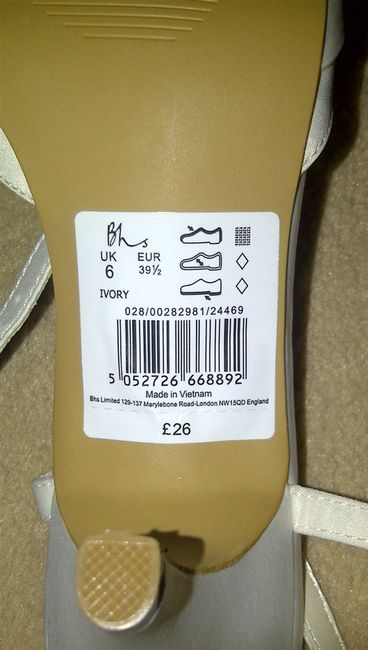 Bhs
UK EUR
6 39½
IVORY
028/00282981/24469
5 052726 668892
Made in Vietnam
Bhs Limited 129-137 Marylebone Road-London NW15QD England
£26